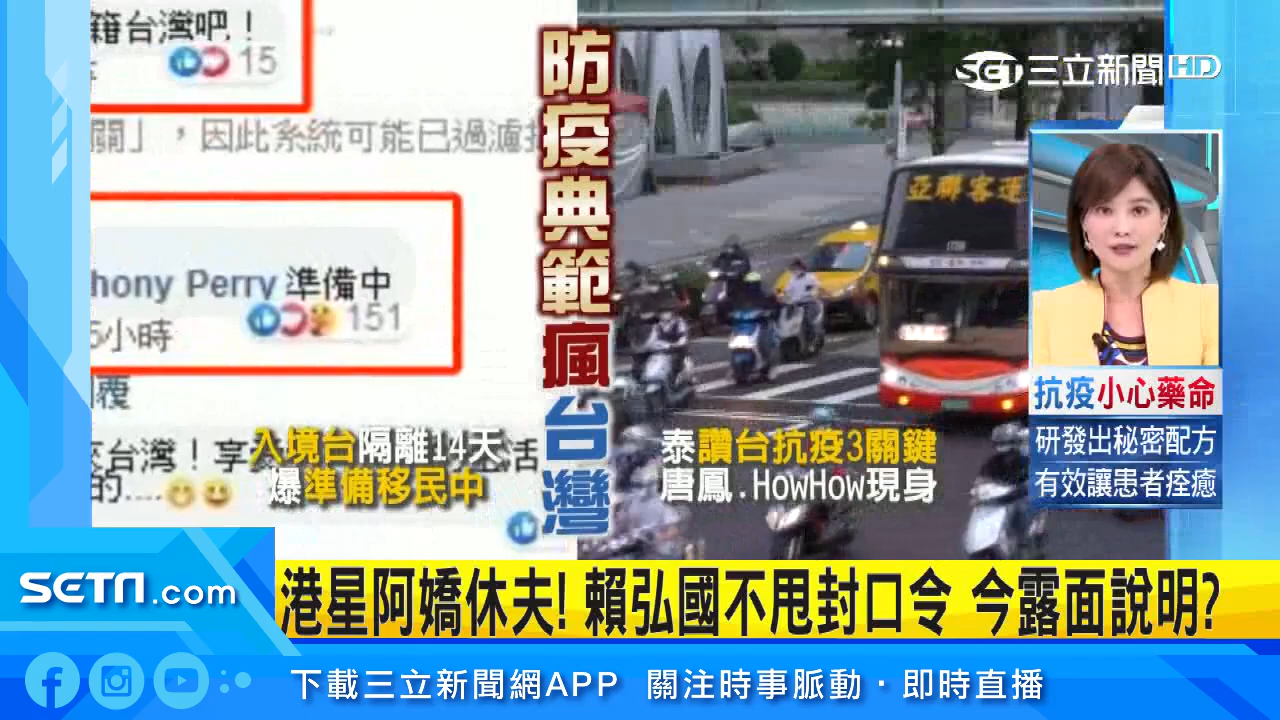 籍台灣吧！
15
關」，因此系統可能已過濾
hony Perry 準備中
151
5小時
覆
台灣！享
活
的....
入境台隔離14天
爆準備移民中
防疫典範瘋台灣
亞聯客運
泰讚台抗疫3關鍵
唐鳳.HowHow現身
SET三立新聞HD
抗疫小心藥命
研發出秘密配方
有效讓患者痊癒
SETN.com
港星阿嬌休夫! 賴弘國不甩封口令 今露面說明?
下載三立新聞網APP 關注時事脈動・即時直播